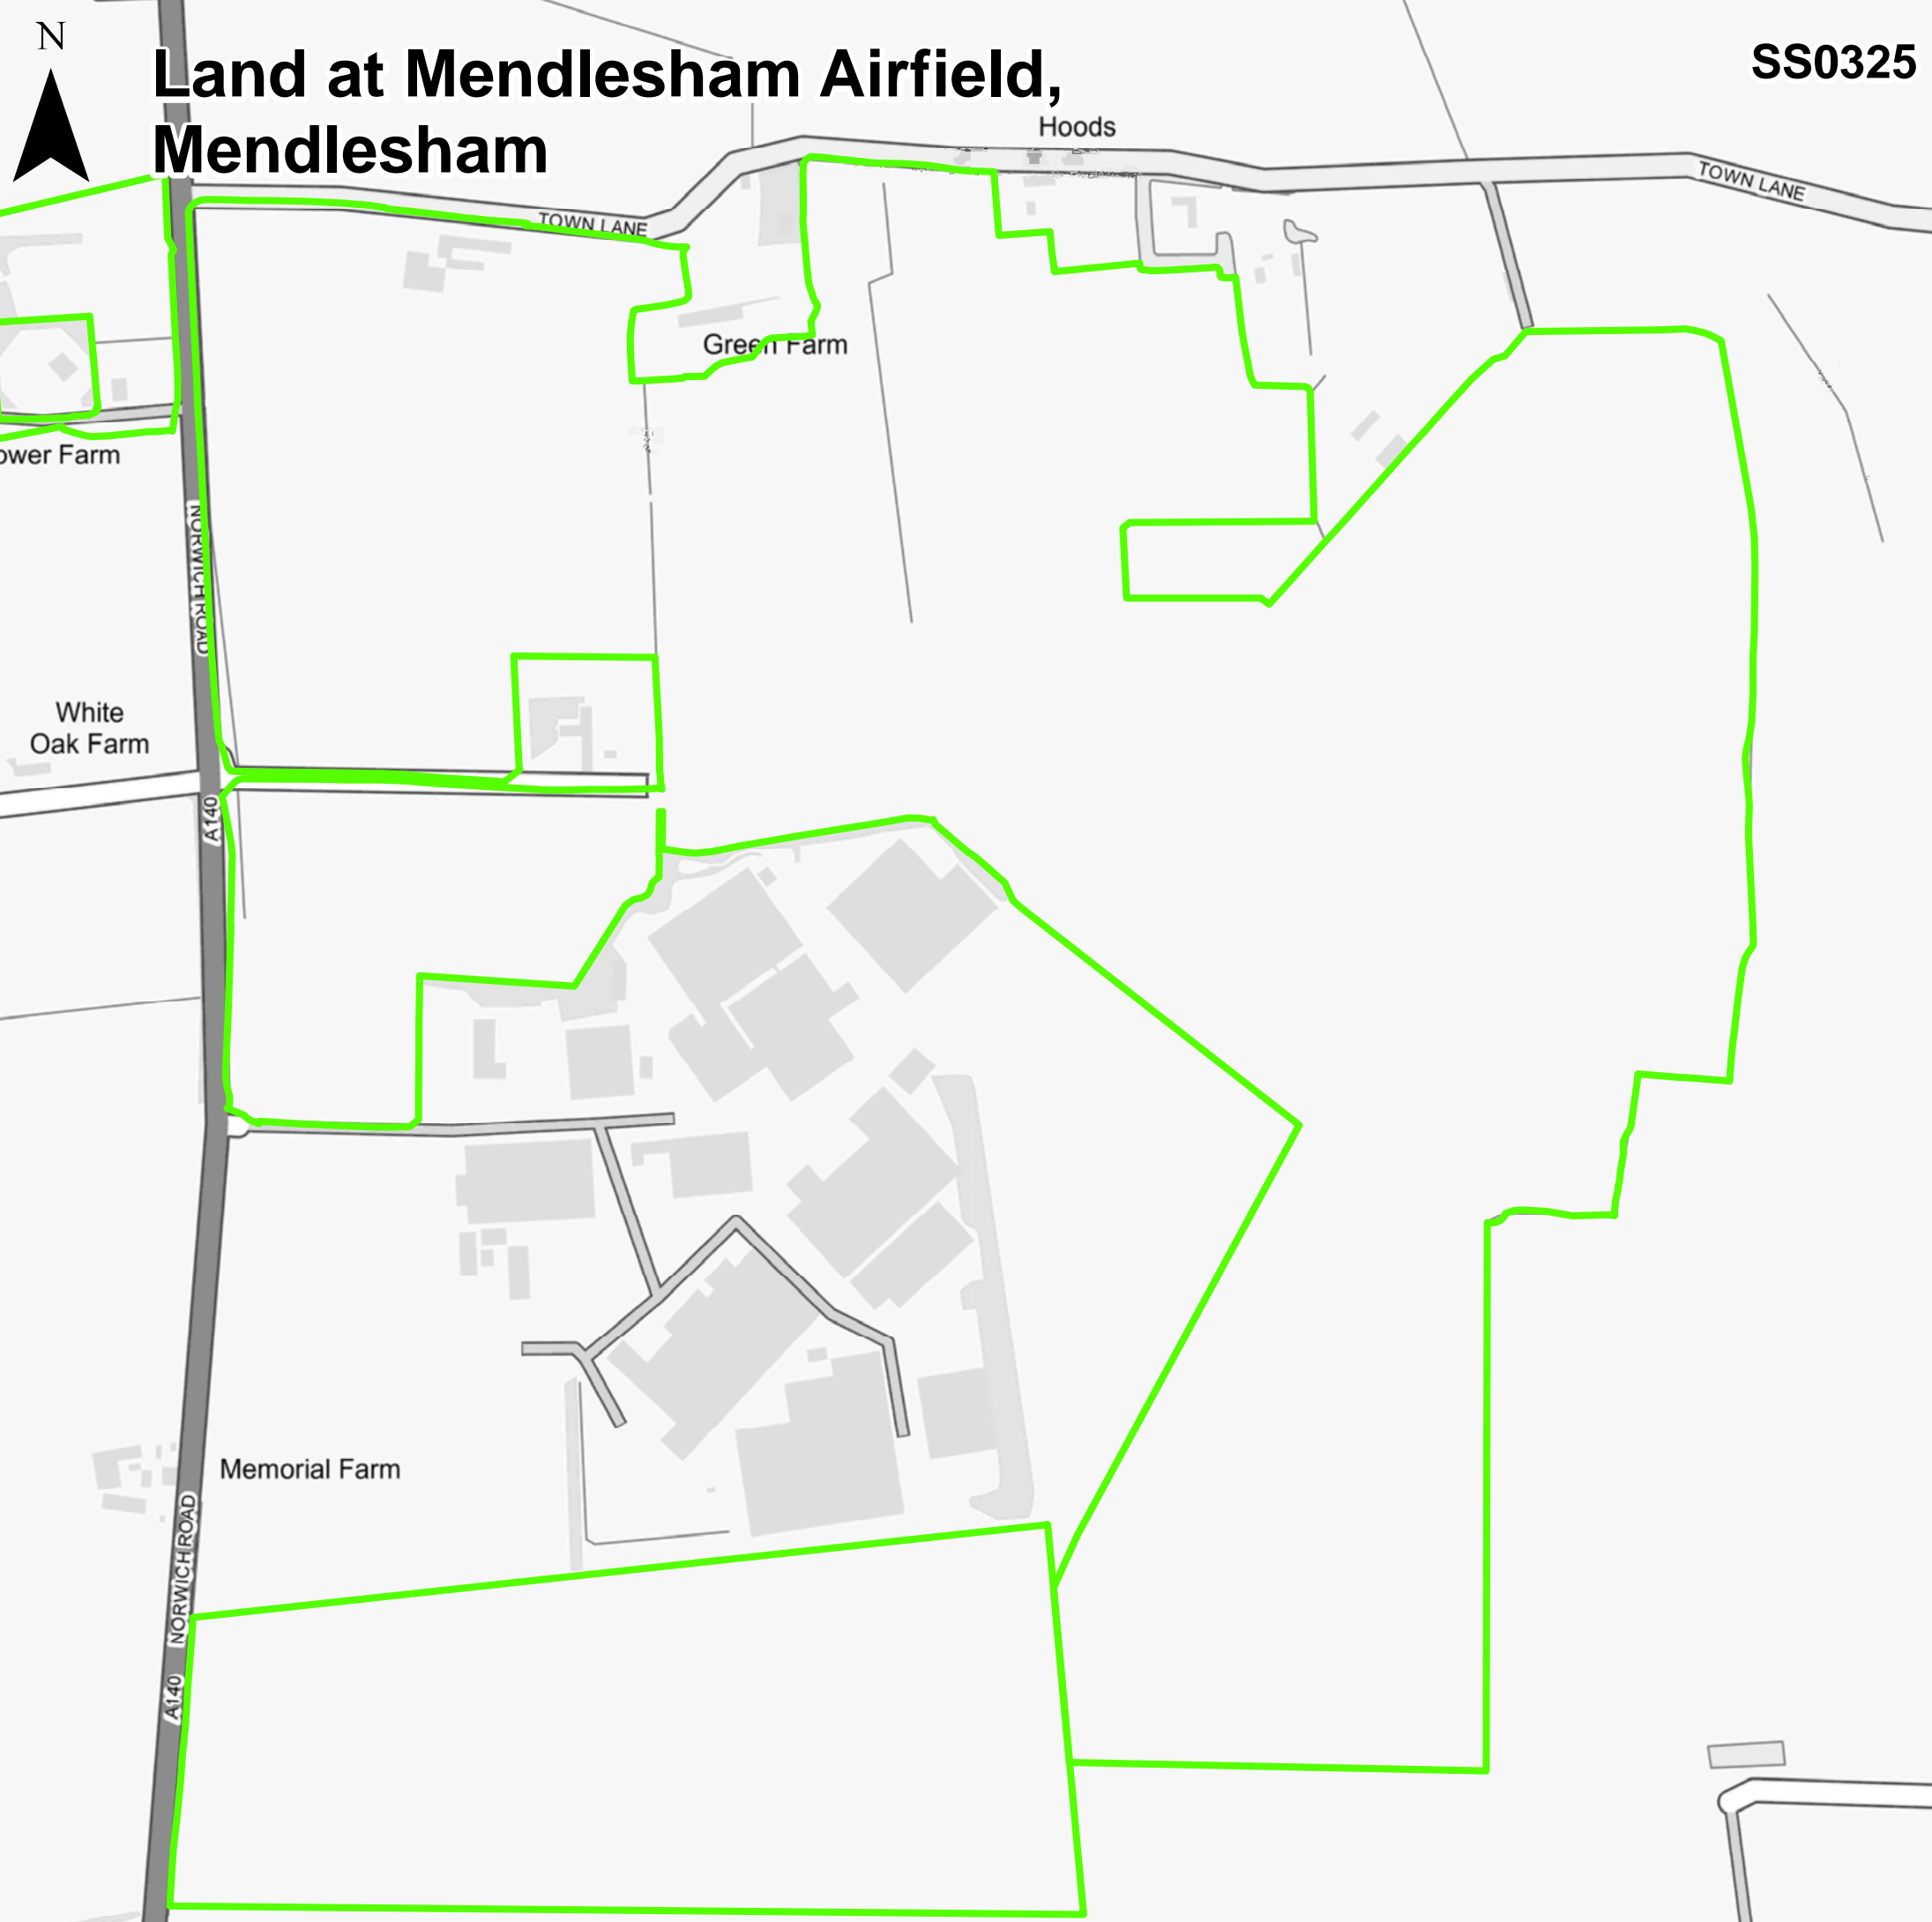 N
Land at Mendlesham Airfield,
Mendlesham
SS0325
Hoods
TOWN LANE
TOWN LANE
Green Farm
ower Farm
NORWICH ROAD
White
Oak Farm
A140
Memorial Farm
NORWICH ROAD
A140